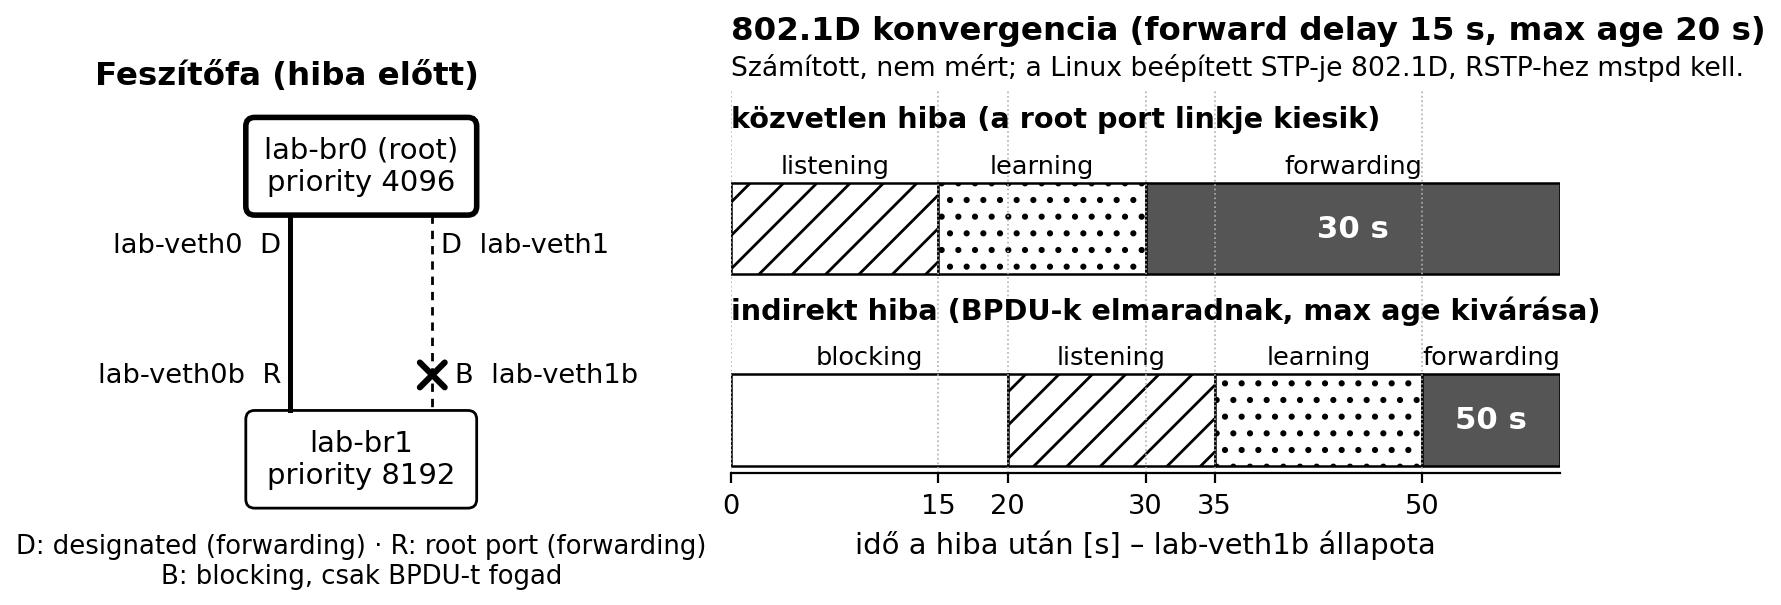 Feszítőfa (hiba előtt)
lab-br0 (root)
priority 4096
lab-veth0 D
D lab-veth1
lab-veth0b R
B lab-veth1b
lab-br1
priority 8192
D: designated (forwarding) · R: root port (forwarding)
B: blocking, csak BPDU-t fogad
802.1D konvergencia (forward delay 15 s, max age 20 s)
Számított, nem mért; a Linux beépített STP-je 802.1D, RSTP-hez mstpd kell.
közvetlen hiba (a root port linkje kiesik)
listening learning forwarding
30 s
indirekt hiba (BPDU-k elmaradnak, max age kivárása)
blocking listening learning forwarding
50 s
0 15 20 30 35 50
idő a hiba után [s] – lab-veth1b állapota